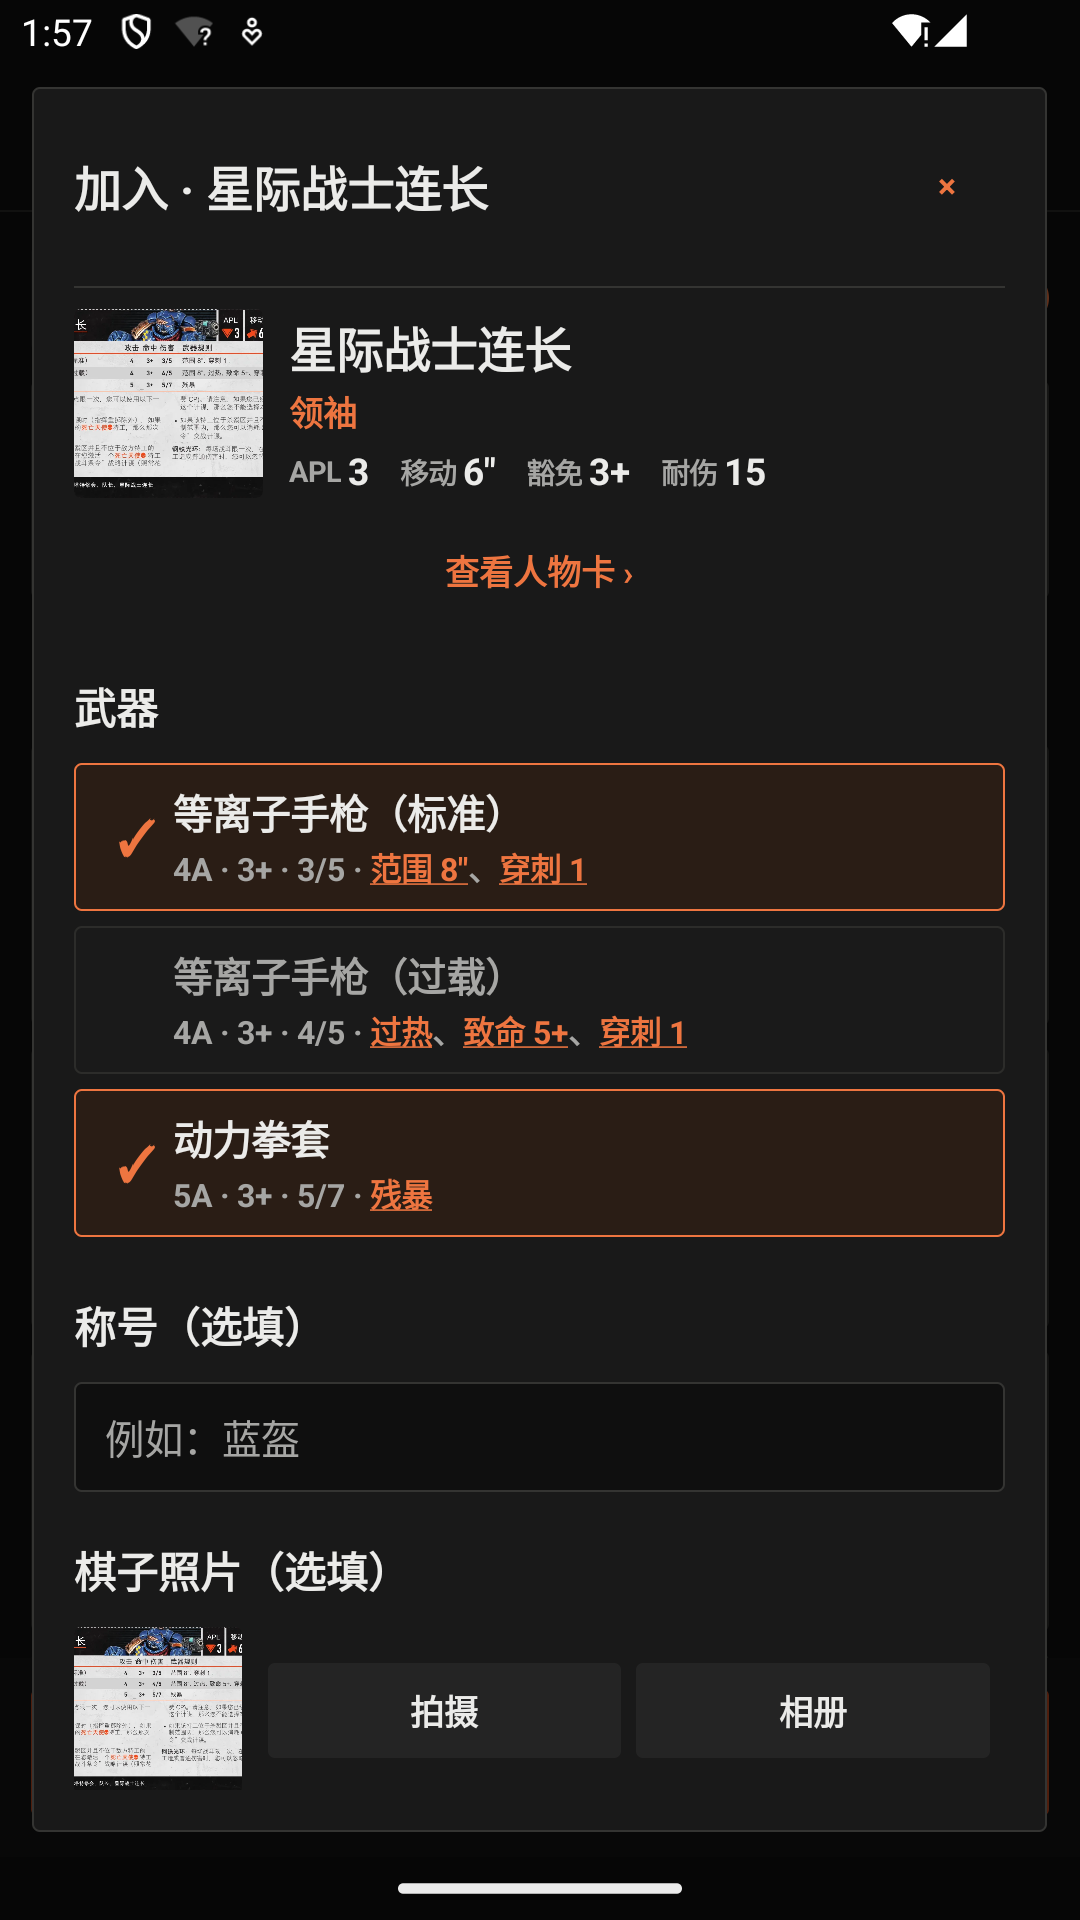 1:57
加入 · 星际战士连长
×
星际战士连长
领袖
APL 3 移动 6" 豁免 3+ 耐伤 15
查看人物卡 ›
武器
✓ 等离子手枪（标准）
4A · 3+ · 3/5 · 范围 8"、穿刺 1
等离子手枪（过载）
4A · 3+ · 4/5 · 过热、致命 5+、穿刺 1
✓ 动力拳套
5A · 3+ · 5/7 · 残暴
称号（选填）
例如：蓝盔
棋子照片（选填）
拍摄 相册